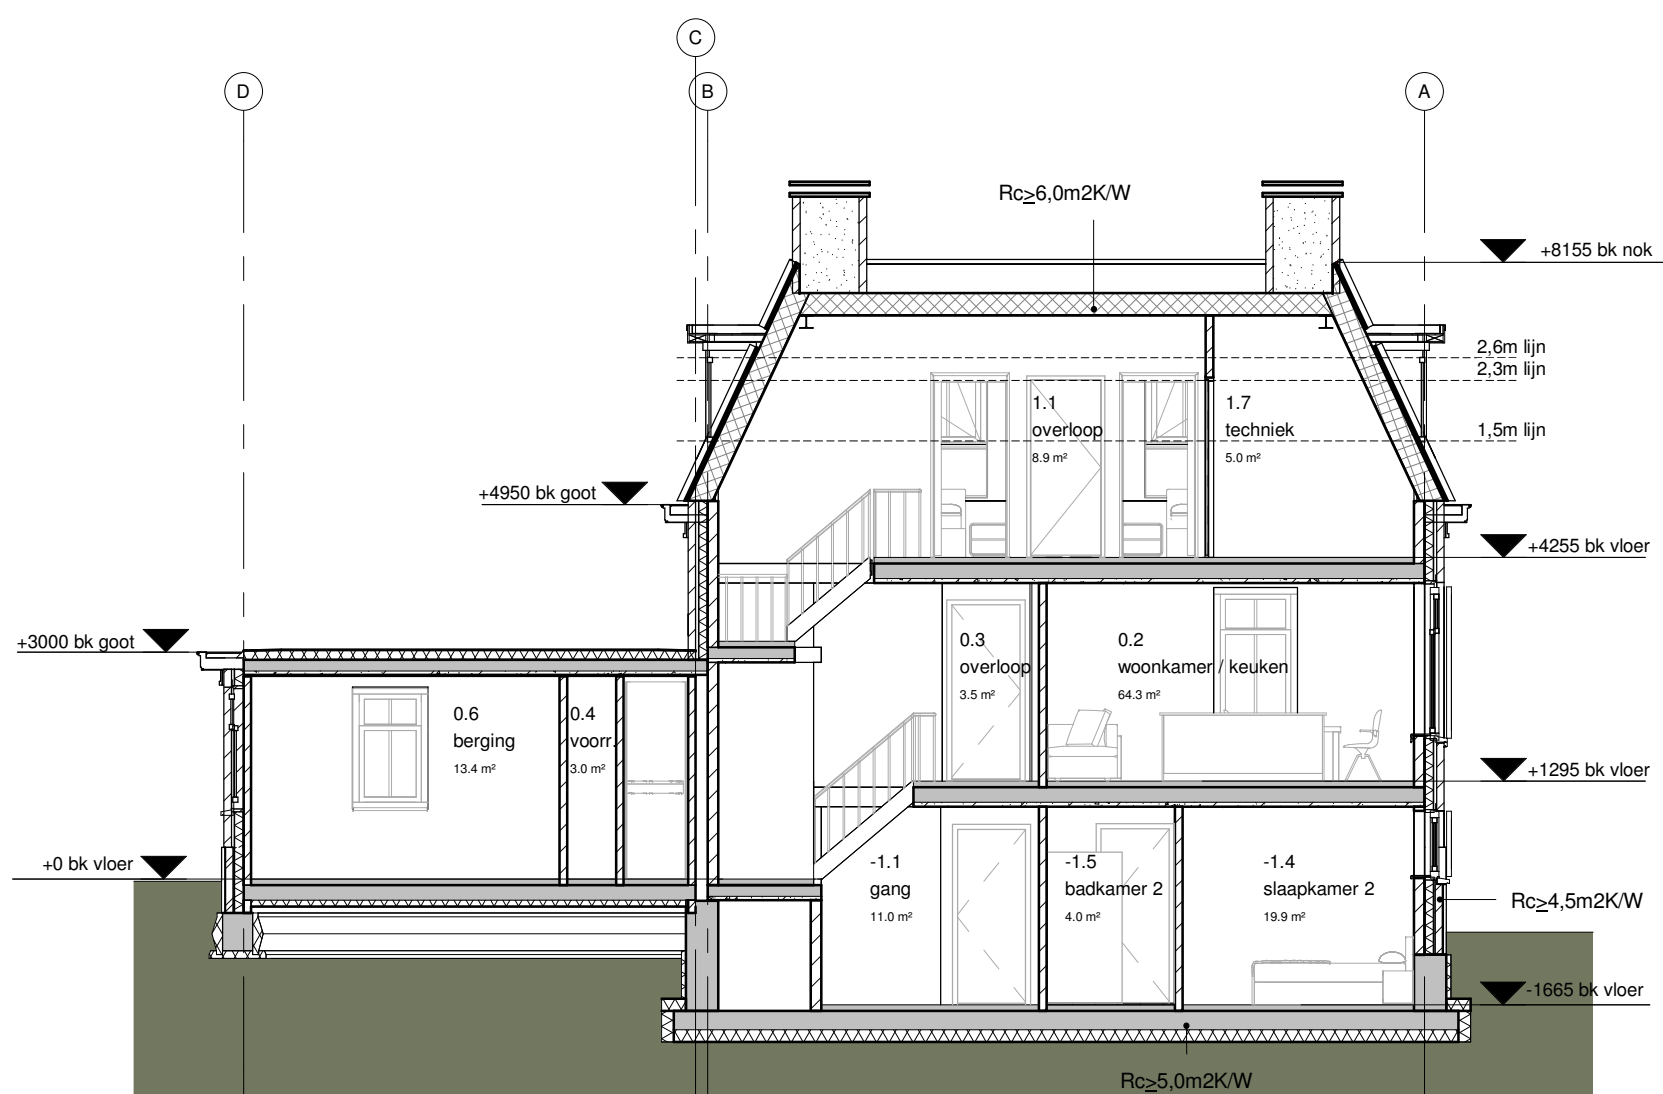 C
D
B
A
Rc≥6,0m2K/W
+8155 bk nok
2,6m lijn
2,3m lijn
1,5m lijn
1.1
overloop
8.9 m²
1.7
techniek
5.0 m²
+4950 bk goot
+4255 bk vloer
+3000 bk goot
0.3
overloop
3.5 m²
0.2
woonkamer / keuken
64.3 m²
0.6
berging
13.4 m²
0.4
voorr.
3.0 m²
+1295 bk vloer
+0 bk vloer
-1.1
gang
11.0 m²
-1.5
badkamer 2
4.0 m²
-1.4
slaapkamer 2
19.9 m²
Rc≥4,5m2K/W
-1665 bk vloer
Rc≥5,0m2K/W